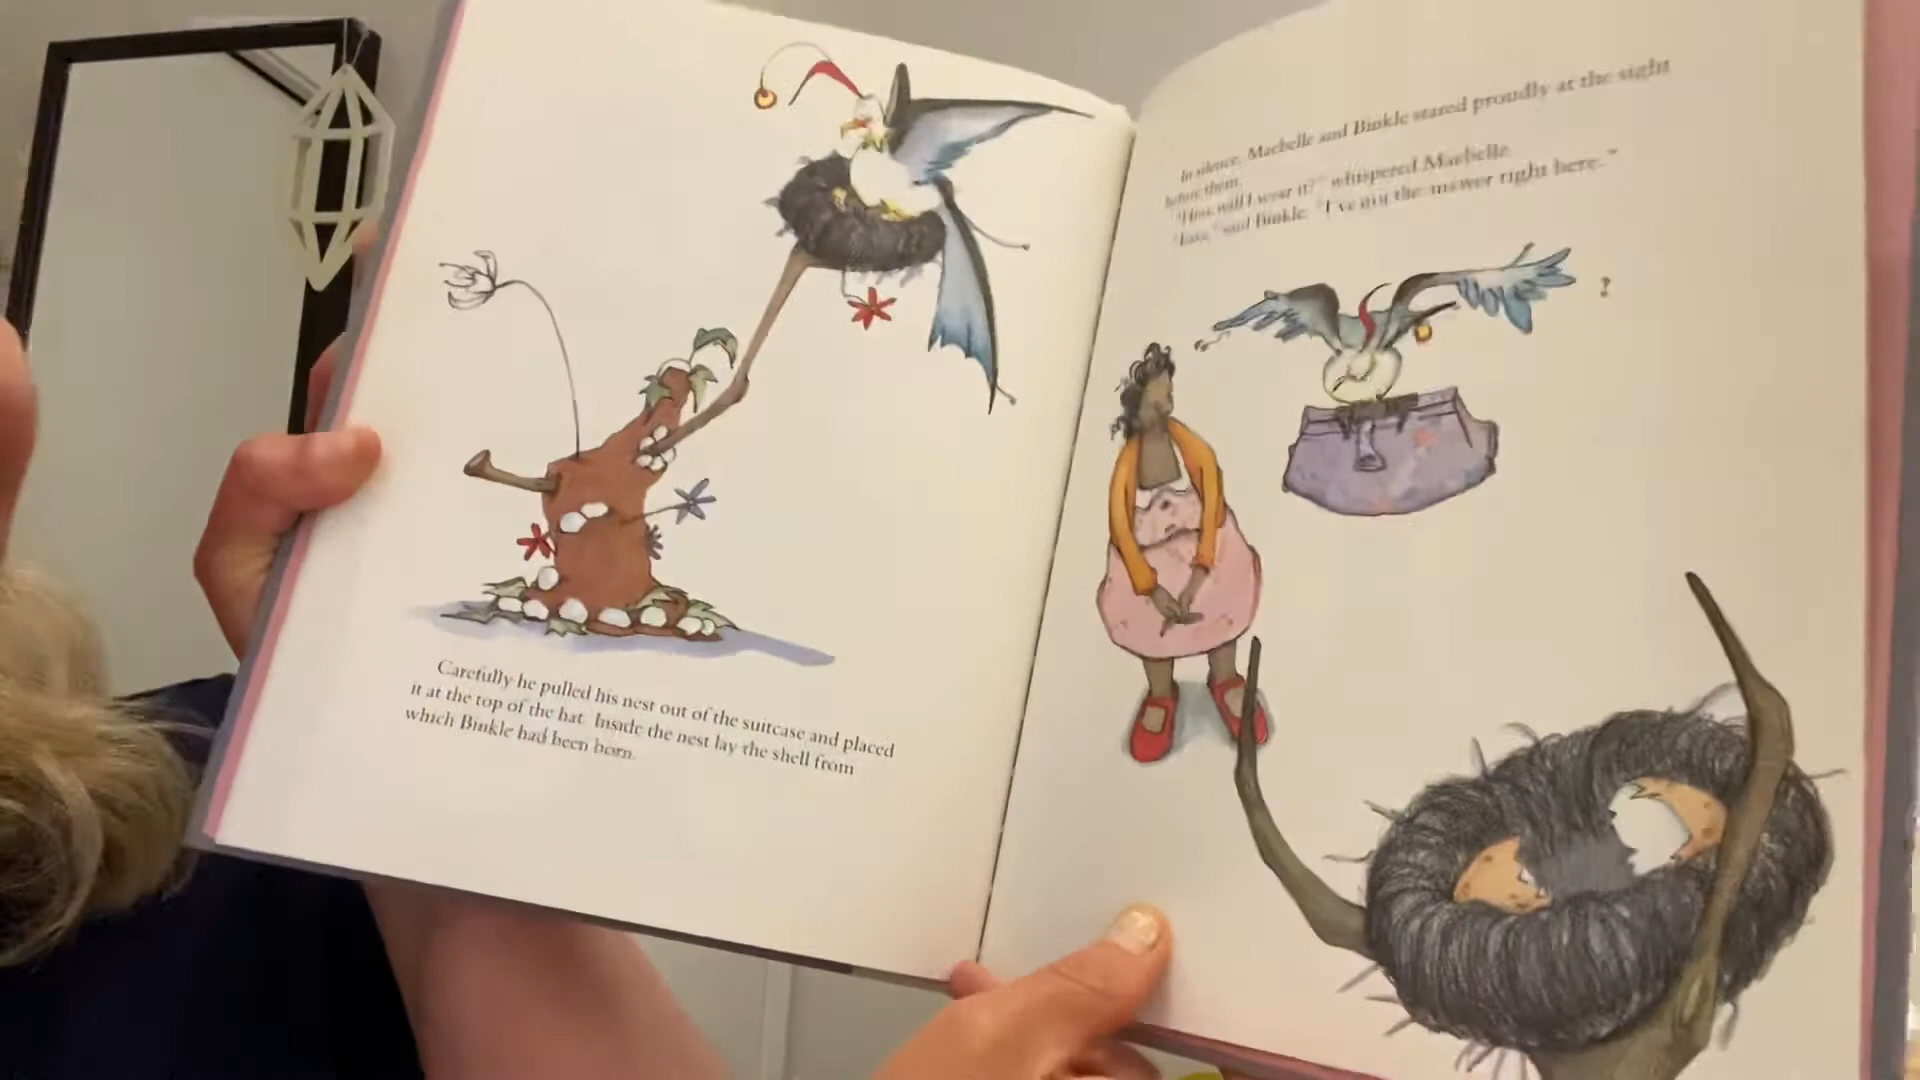 Carefully he pulled his nest out of the suitcase and placed
it at the top of the hat. Inside the nest lay the shell from
which Binkle had been born.
In silence, Maebelle and Binkle stared proudly at the sight
before them.
"How will I wear it?" whispered Maebelle.
"Easy," said Binkle. "I've got the answer right here."
?